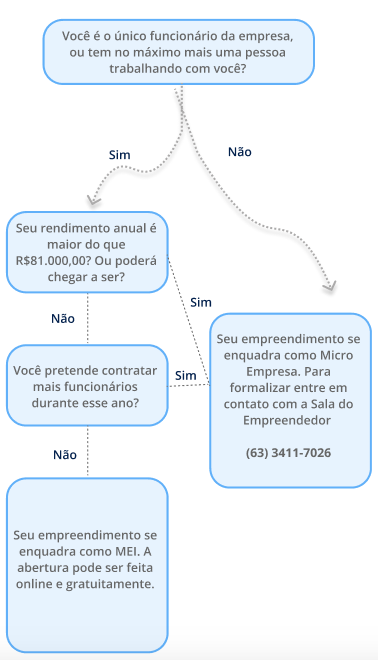 Você é o único funcionário da empresa,
ou tem no máximo mais uma pessoa
trabalhando com você?
Sim
Não
Seu rendimento anual é
maior do que
R$81.000,00? Ou poderá
chegar a ser?
Sim
Não
Seu empreendimento se
enquadra como Micro
Empresa. Para
formalizar entre em
contato com a Sala do
Empreendedor
(63) 3411-7026
Você pretende contratar
mais funcionários
durante esse ano?
Sim
Não
Seu empreendimento se
enquadra como MEI. A
abertura pode ser feita
online e gratuitamente.